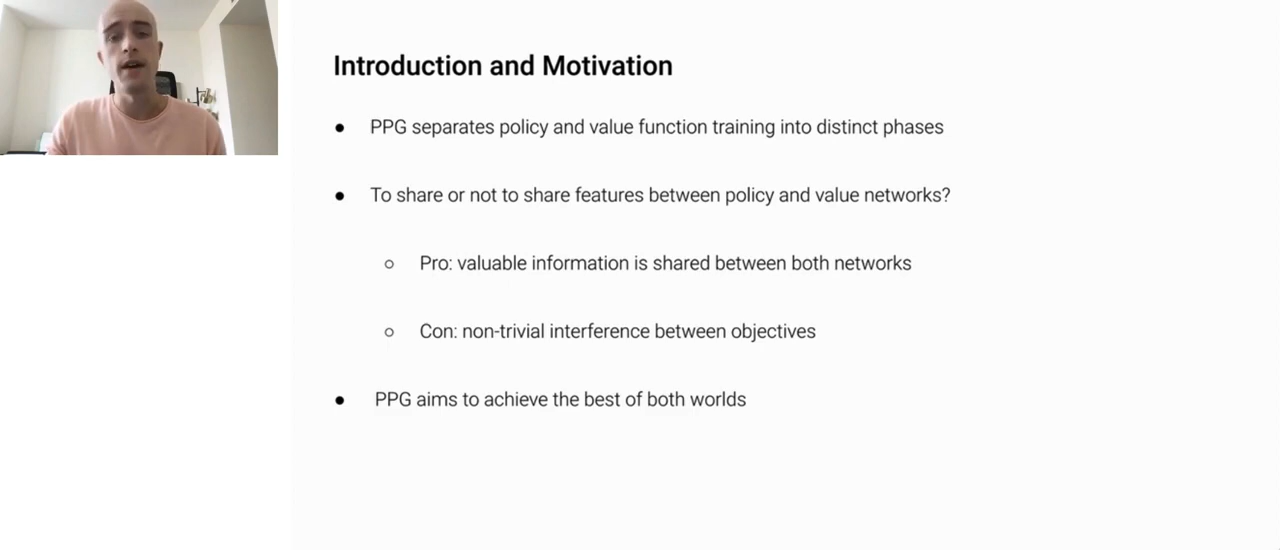 Introduction and Motivation
● PPG separates policy and value function training into distinct phases
● To share or not to share features between policy and value networks?
○ Pro: valuable information is shared between both networks
○ Con: non-trivial interference between objectives
● PPG aims to achieve the best of both worlds